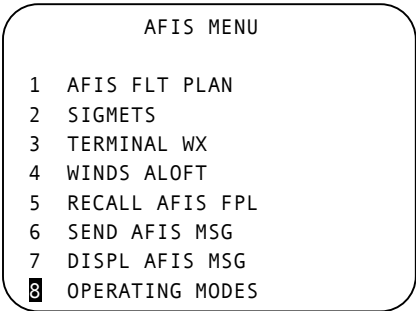 AFIS MENU
1 AFIS FLT PLAN
2 SIGMETS
3 TERMINAL WX
4 WINDS ALOFT
5 RECALL AFIS FPL
6 SEND AFIS MSG
7 DISPL AFIS MSG
8 OPERATING MODES